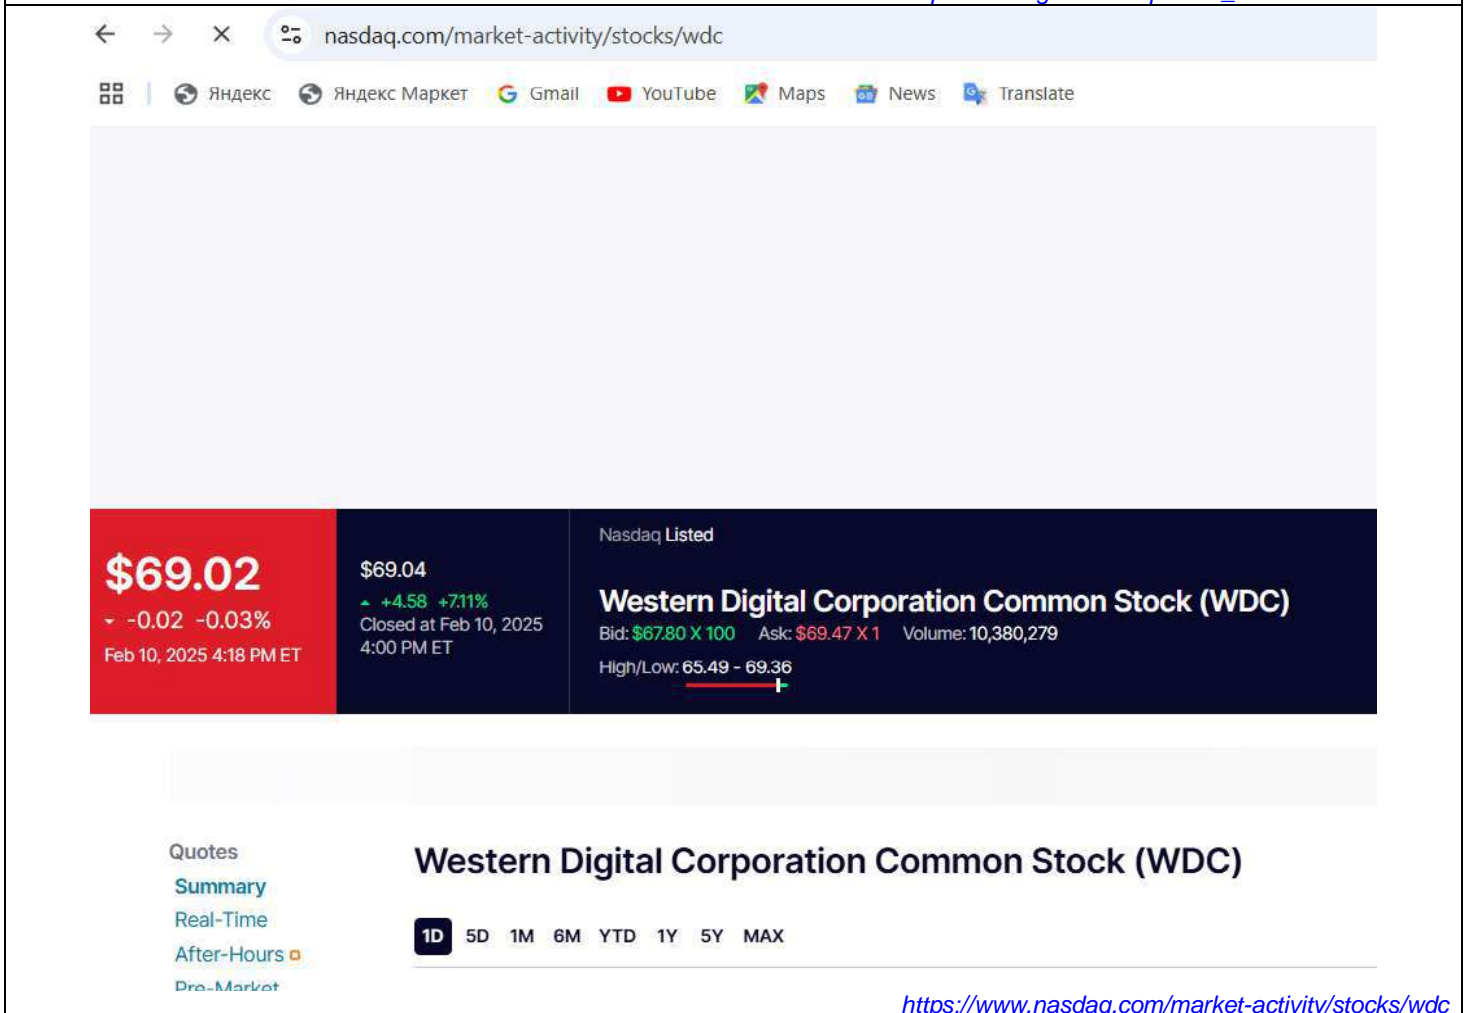 nasdaq.com/market-activity/stocks/wdc
Яндекс Яндекс Маркет Gmail YouTube Maps News Translate
$69.02
-0.02 -0.03%
Feb 10, 2025 4:18 PM ET
$69.04
+4.58 +7.11%
Closed at Feb 10, 2025
4:00 PM ET
Nasdaq Listed
Western Digital Corporation Common Stock (WDC)
Bid: $67.80 X 100 Ask: $69.47 X 1 Volume: 10,380,279
High/Low: 65.49 - 69.36
Quotes
Summary
Real-Time
After-Hours
Pre-Market
Western Digital Corporation Common Stock (WDC)
1D 5D 1M 6M YTD 1Y 5Y MAX
https://www.nasdaq.com/market-activity/stocks/wdc